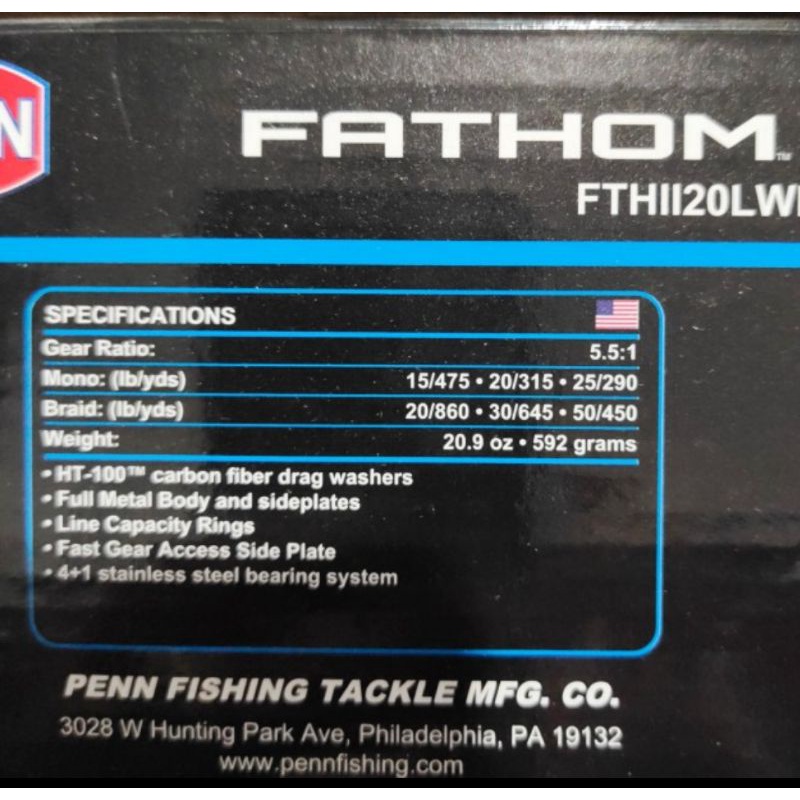 N
FATHOM™
FTHII20LW
SPECIFICATIONS
Gear Ratio: 5.5:1
Mono: (lb/yds) 15/475 • 20/315 • 25/290
Braid: (lb/yds) 20/860 • 30/645 • 50/450
Weight: 20.9 oz • 592 grams
• HT-100™ carbon fiber drag washers
• Full Metal Body and sideplates
• Line Capacity Rings
• Fast Gear Access Side Plate
• 4+1 stainless steel bearing system
PENN FISHING TACKLE MFG. CO.
3028 W Hunting Park Ave, Philadelphia, PA 19132
www.pennfishing.com